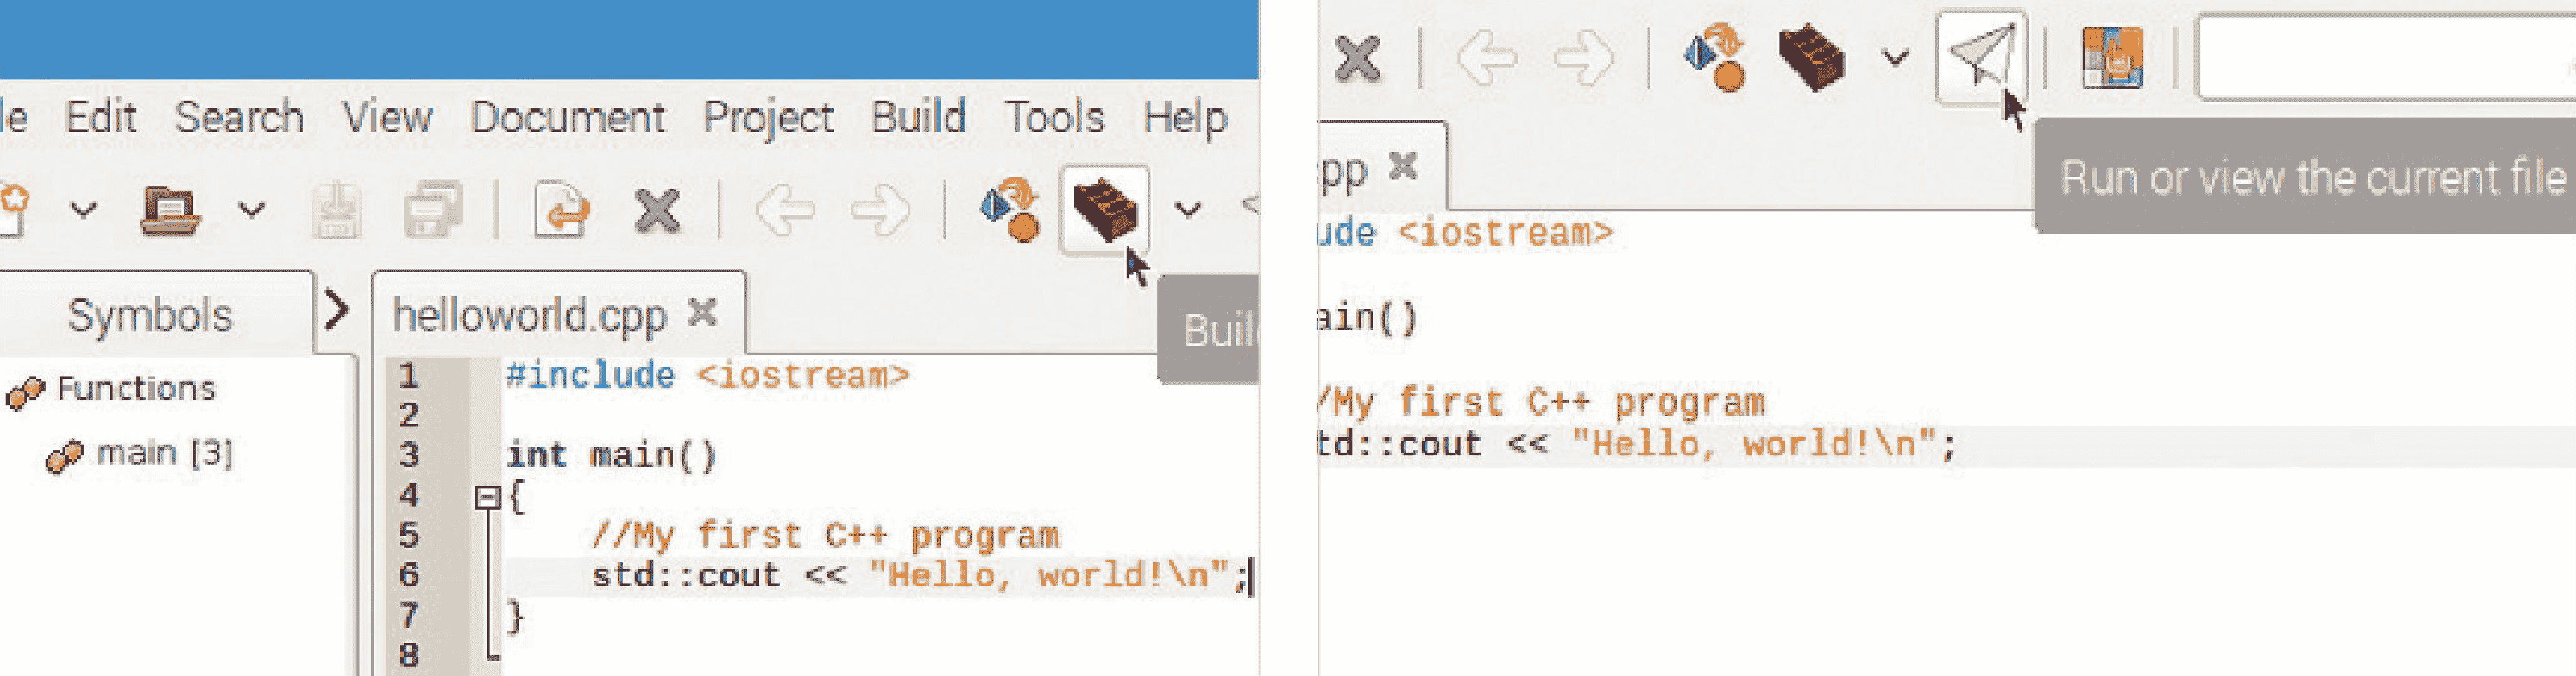 le Edit Search View Document Project Build Tools Help
Symbols
helloworld.cpp
Buil
Functions
main [3]
1 #include <iostream>
2
3 int main()
4 {
5 //My first C++ program
6 std::cout << "Hello, world!\n";
7 }
8
Run or view the current file
pp
ude <iostream>
ain()
/My first C++ program
td::cout << "Hello, world!\n";